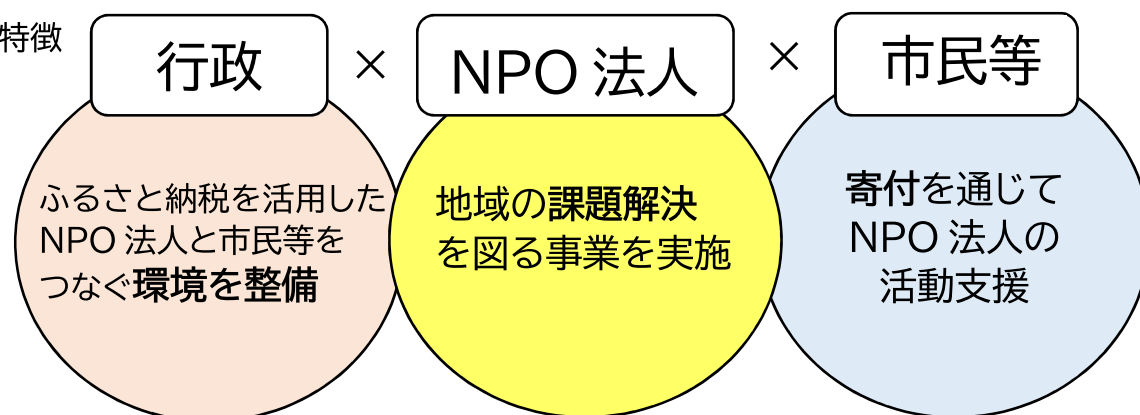 特徴
行政 × NPO 法人 × 市民等
ふるさと納税を活用した
NPO 法人と市民等を
つなぐ環境を整備
地域の課題解決
を図る事業を実施
寄付を通じて
NPO 法人の
活動支援